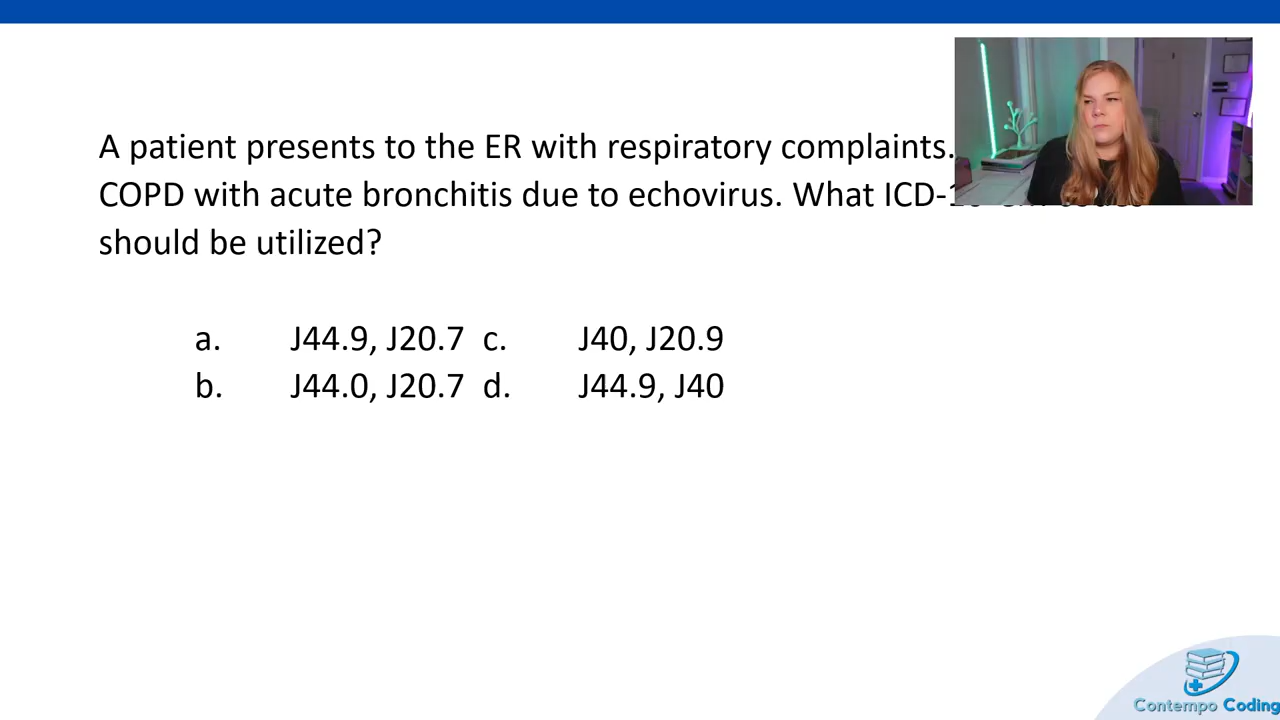 A patient presents to the ER with respiratory complaints.
COPD with acute bronchitis due to echovirus. What ICD-
should be utilized?
a. J44.9, J20.7 c. J40, J20.9
b. J44.0, J20.7 d. J44.9, J40
Contempo Coding